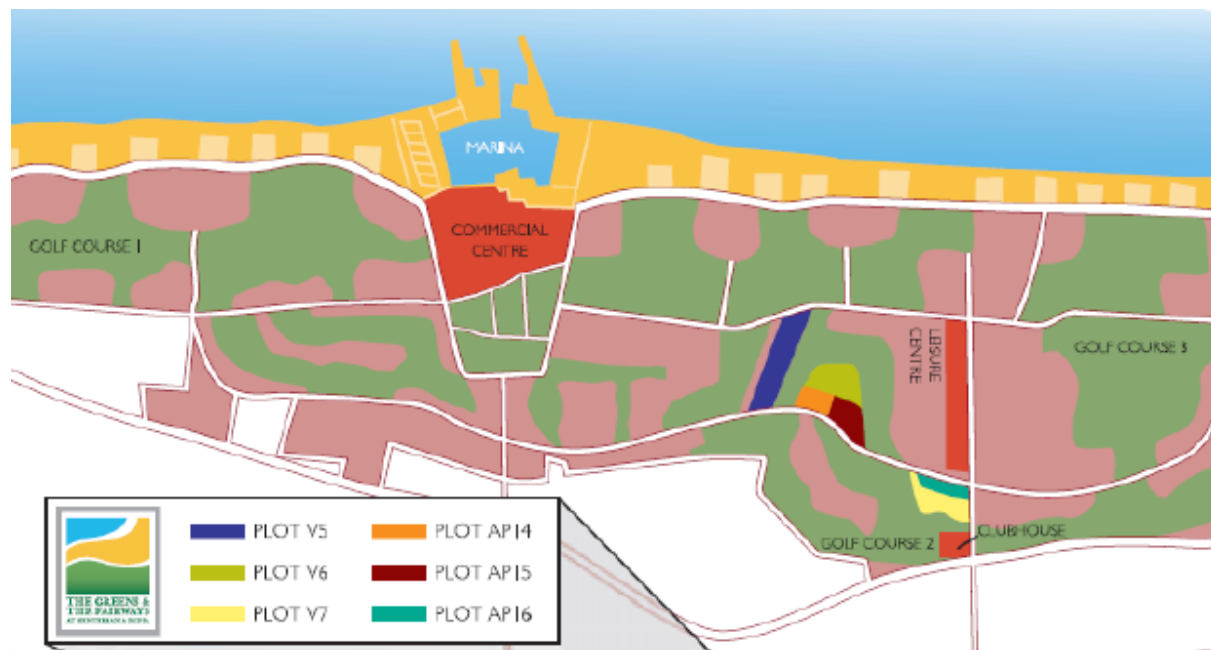 MARINA
COMMERCIAL
CENTRE
GOLF COURSE 1
LEISURE
CENTRE
GOLF COURSE 3
GOLF COURSE 2
CLUBHOUSE
PLOT V5
PLOT AP14
PLOT V6
PLOT AP15
PLOT V7
PLOT AP16
THE GREENS &
THE FAIRWAYS